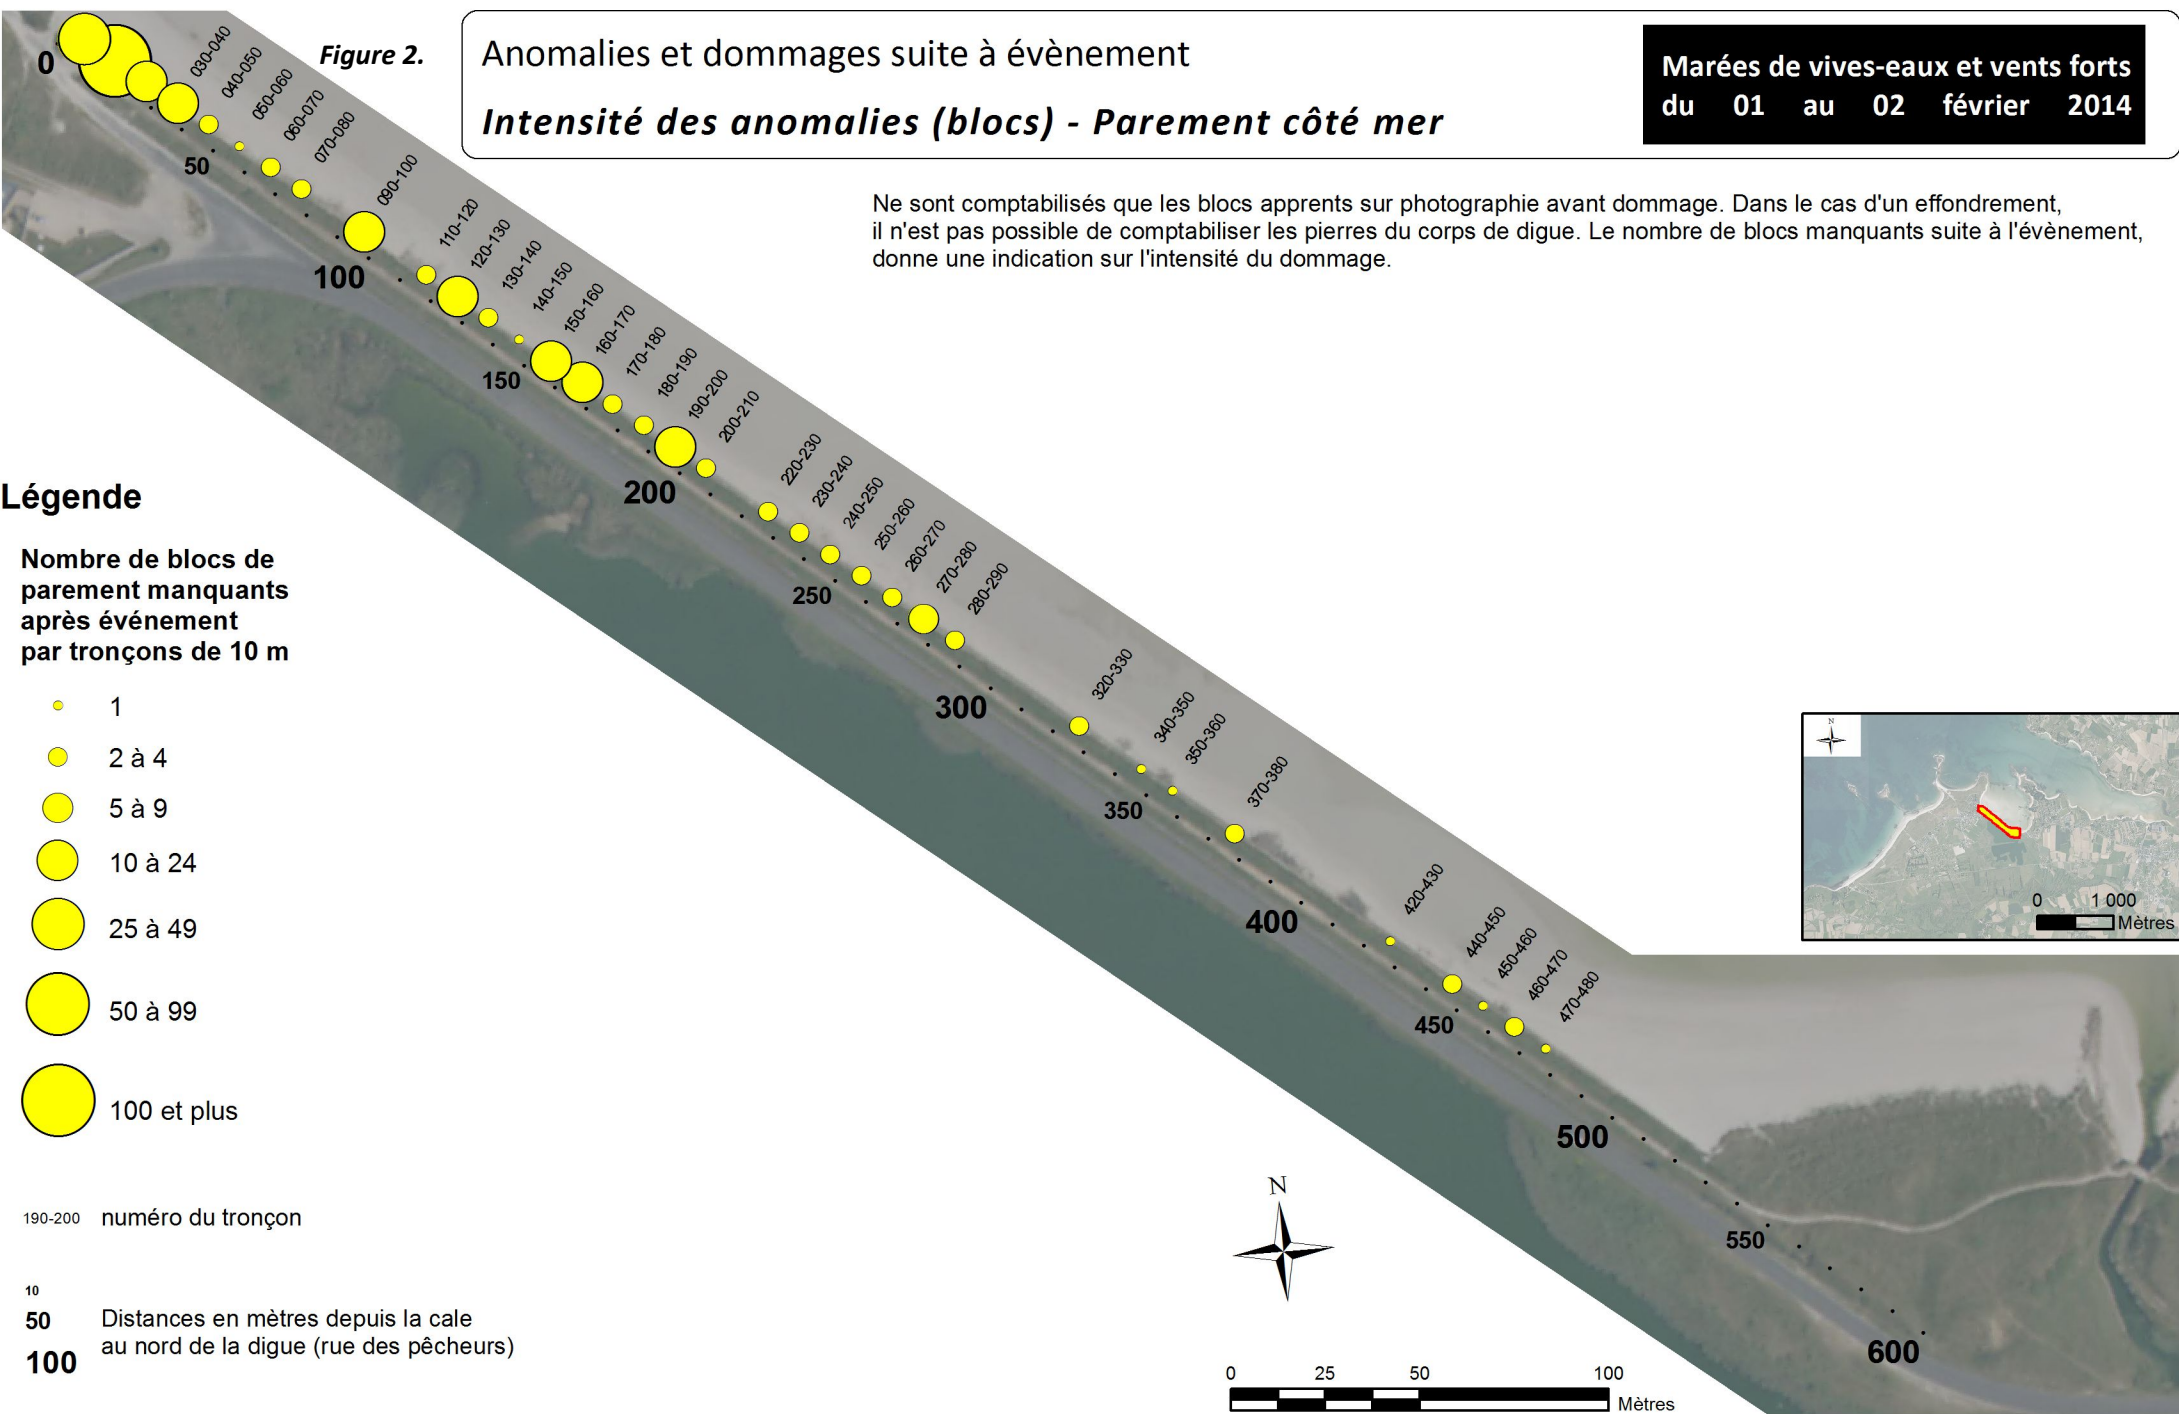 Figure 2.
Anomalies et dommages suite à évènement
Intensité des anomalies (blocs) - Parement côté mer
Marées de vives-eaux et vents forts
du 01 au 02 février 2014
Ne sont comptabilisés que les blocs apprents sur photographie avant dommage. Dans le cas d'un effondrement,
il n'est pas possible de comptabiliser les pierres du corps de digue. Le nombre de blocs manquants suite à l'évènement,
donne une indication sur l'intensité du dommage.
0
030-040
040-050
050-060
060-070
070-080
50
090-100
100
110-120
120-130
130-140
140-150
150-160
160-170
150
170-180
180-190
190-200
200-210
200
220-230
230-240
240-250
250-260
260-270
270-280
280-290
250
300
320-330
340-350
350-360
350
370-380
400
420-430
440-450
450-460
460-470
470-480
450
500
550
600
Légende
Nombre de blocs de
parement manquants
après événement
par tronçons de 10 m
1
2 à 4
5 à 9
10 à 24
25 à 49
50 à 99
100 et plus
190-200 numéro du tronçon
10
50
100
Distances en mètres depuis la cale
au nord de la digue (rue des pêcheurs)
N
0 25 50 100
Mètres
N
0 1 000
Mètres